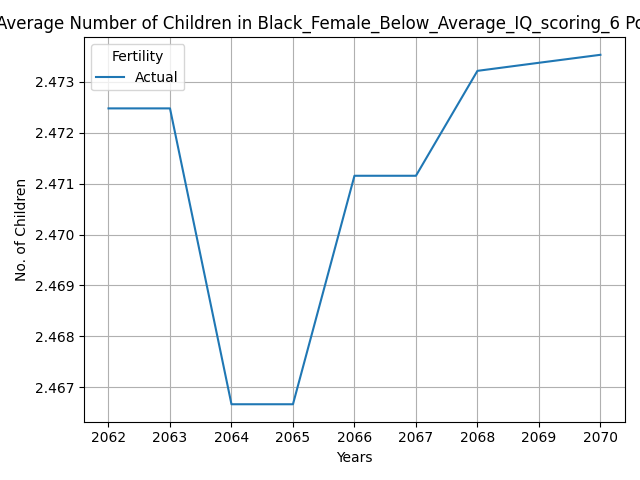 Average Number of Children in Black_Female_Below_Average_IQ_scoring_6 Po
Fertility
Actual
2.473
2.472
2.471
2.470
2.469
2.468
2.467
No. of Children
2062 2063 2064 2065 2066 2067 2068 2069 2070
Years